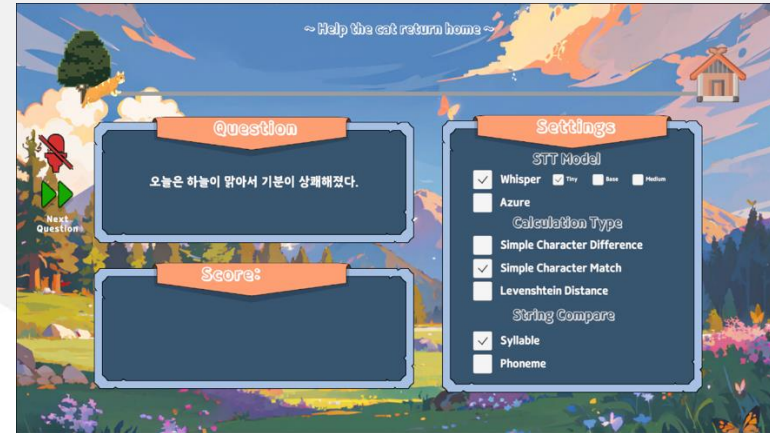 ~ Help the cat return home ~
Question
오늘은 하늘이 맑아서 기분이 상쾌해졌다.
Next
Question
Score:
Settings
STT Model
Whisper Tiny Base Medium
Azure
Calculation Type
Simple Character Difference
Simple Character Match
Levenshtein Distance
String Compare
Syllable
Phoneme